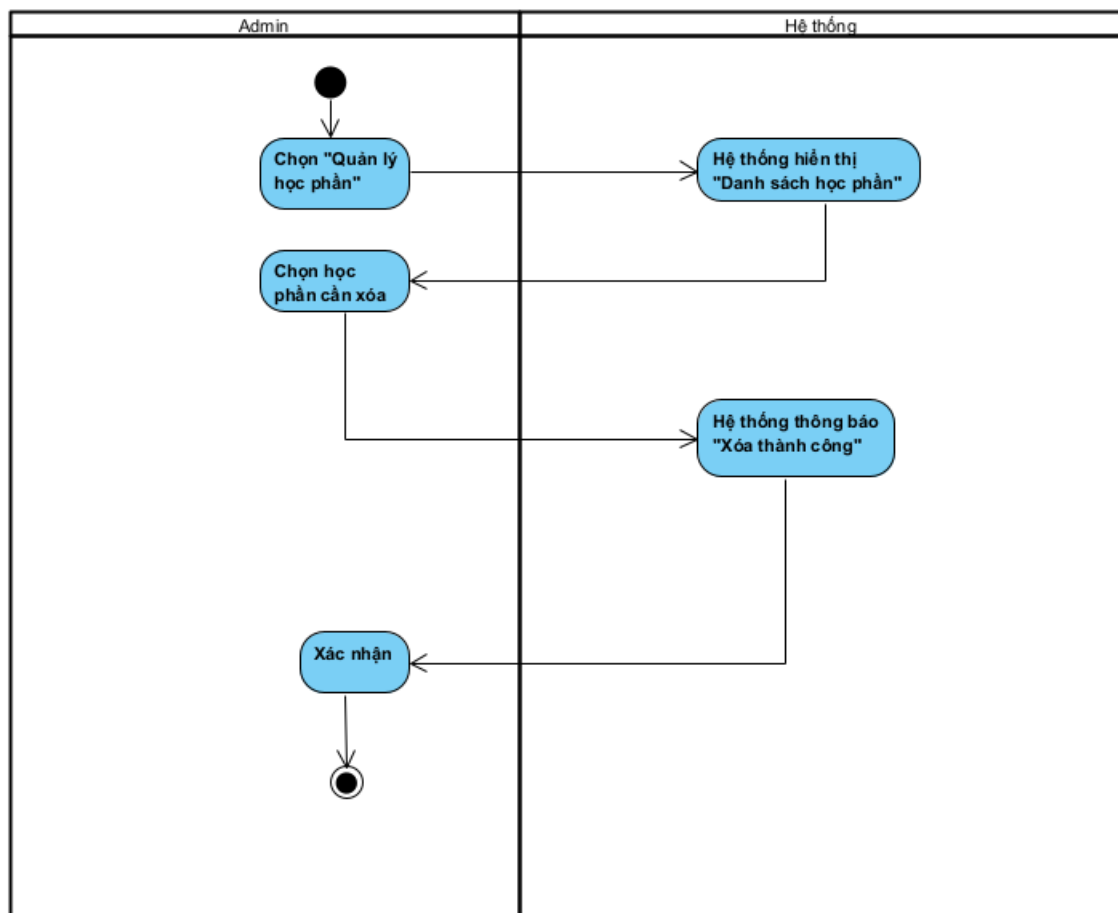 Admin
Hệ thống
Chọn "Quản lý
học phần"
Hệ thống hiển thị
"Danh sách học phần"
Chọn học
phần cần xóa
Hệ thống thông báo
"Xóa thành công"
Xác nhận